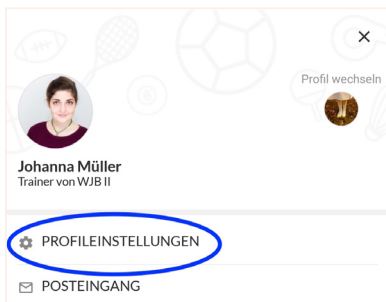 Profil wechseln
Johanna Müller
Trainer von WJB II
PROFILEINSTELLUNGEN
POSTEINGANG